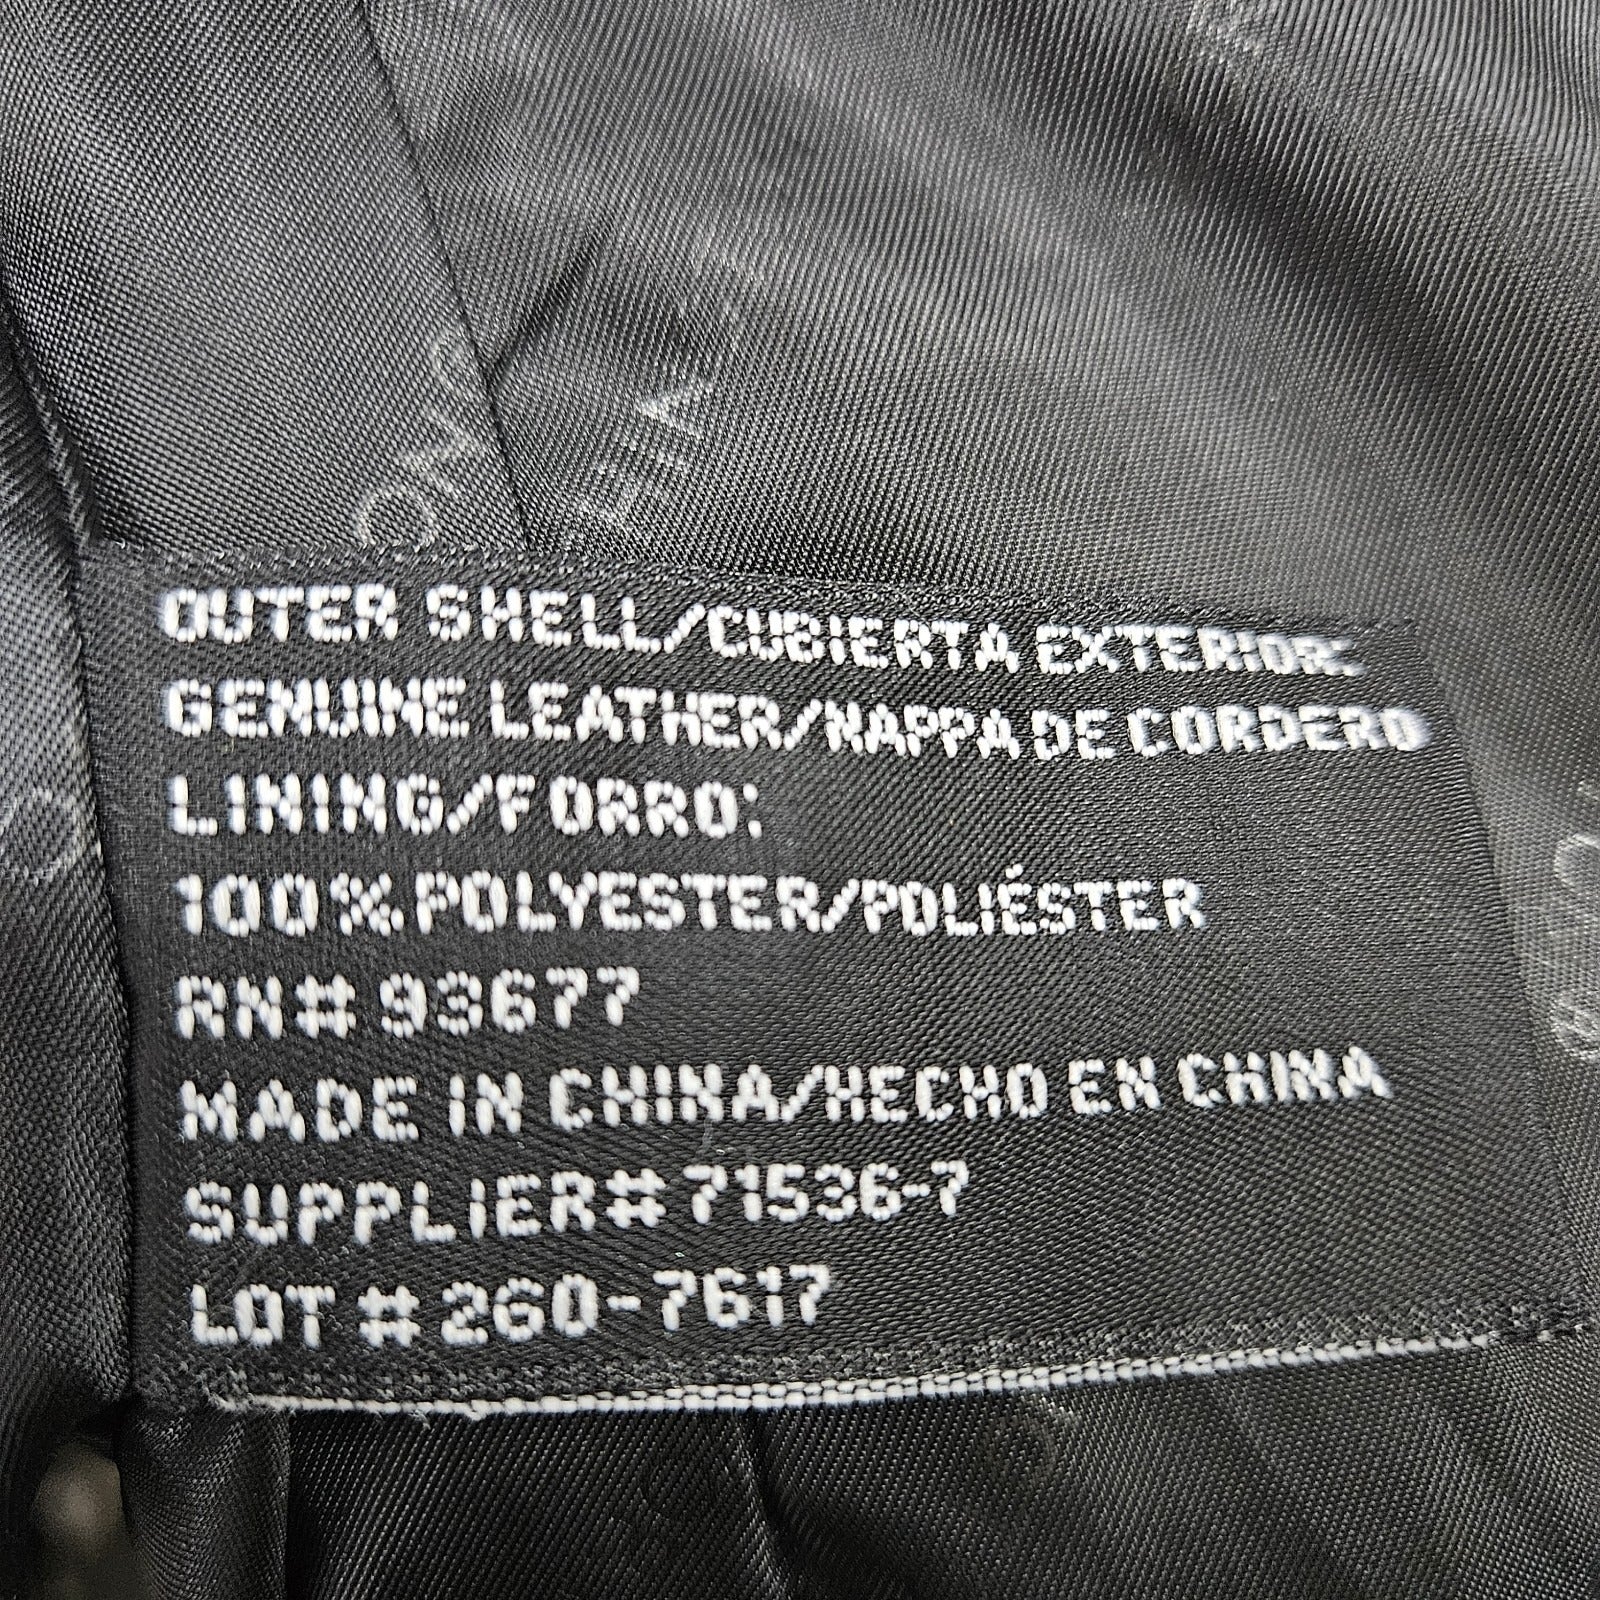 OUTER SHELL/CUBIERTA EXTERIOR:
GENUINE LEATHER/NAPPA DE CORDERO
LINING/FORRO:
100% POLYESTER/POLIÉSTER
RN# 93677
MADE IN CHINA/HECHO EN CHINA
SUPPLIER# 71536-7
LOT # 260-7617